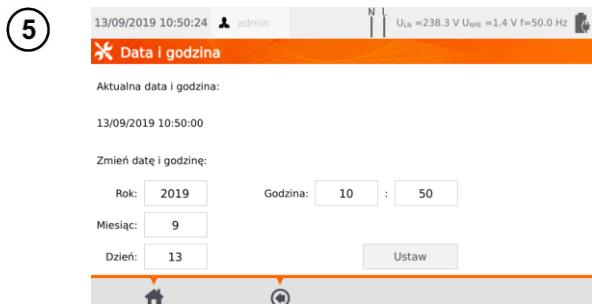 5
13/09/2019 10:50:24 admin N L U_LN =238.3 V U_NPE =1.4 V f=50.0 Hz
Data i godzina
Aktualna data i godzina:
13/09/2019 10:50:00
Zmień datę i godzinę:
Rok: 2019 Godzina: 10 : 50
Miesiąc: 9
Dzień: 13 Ustaw